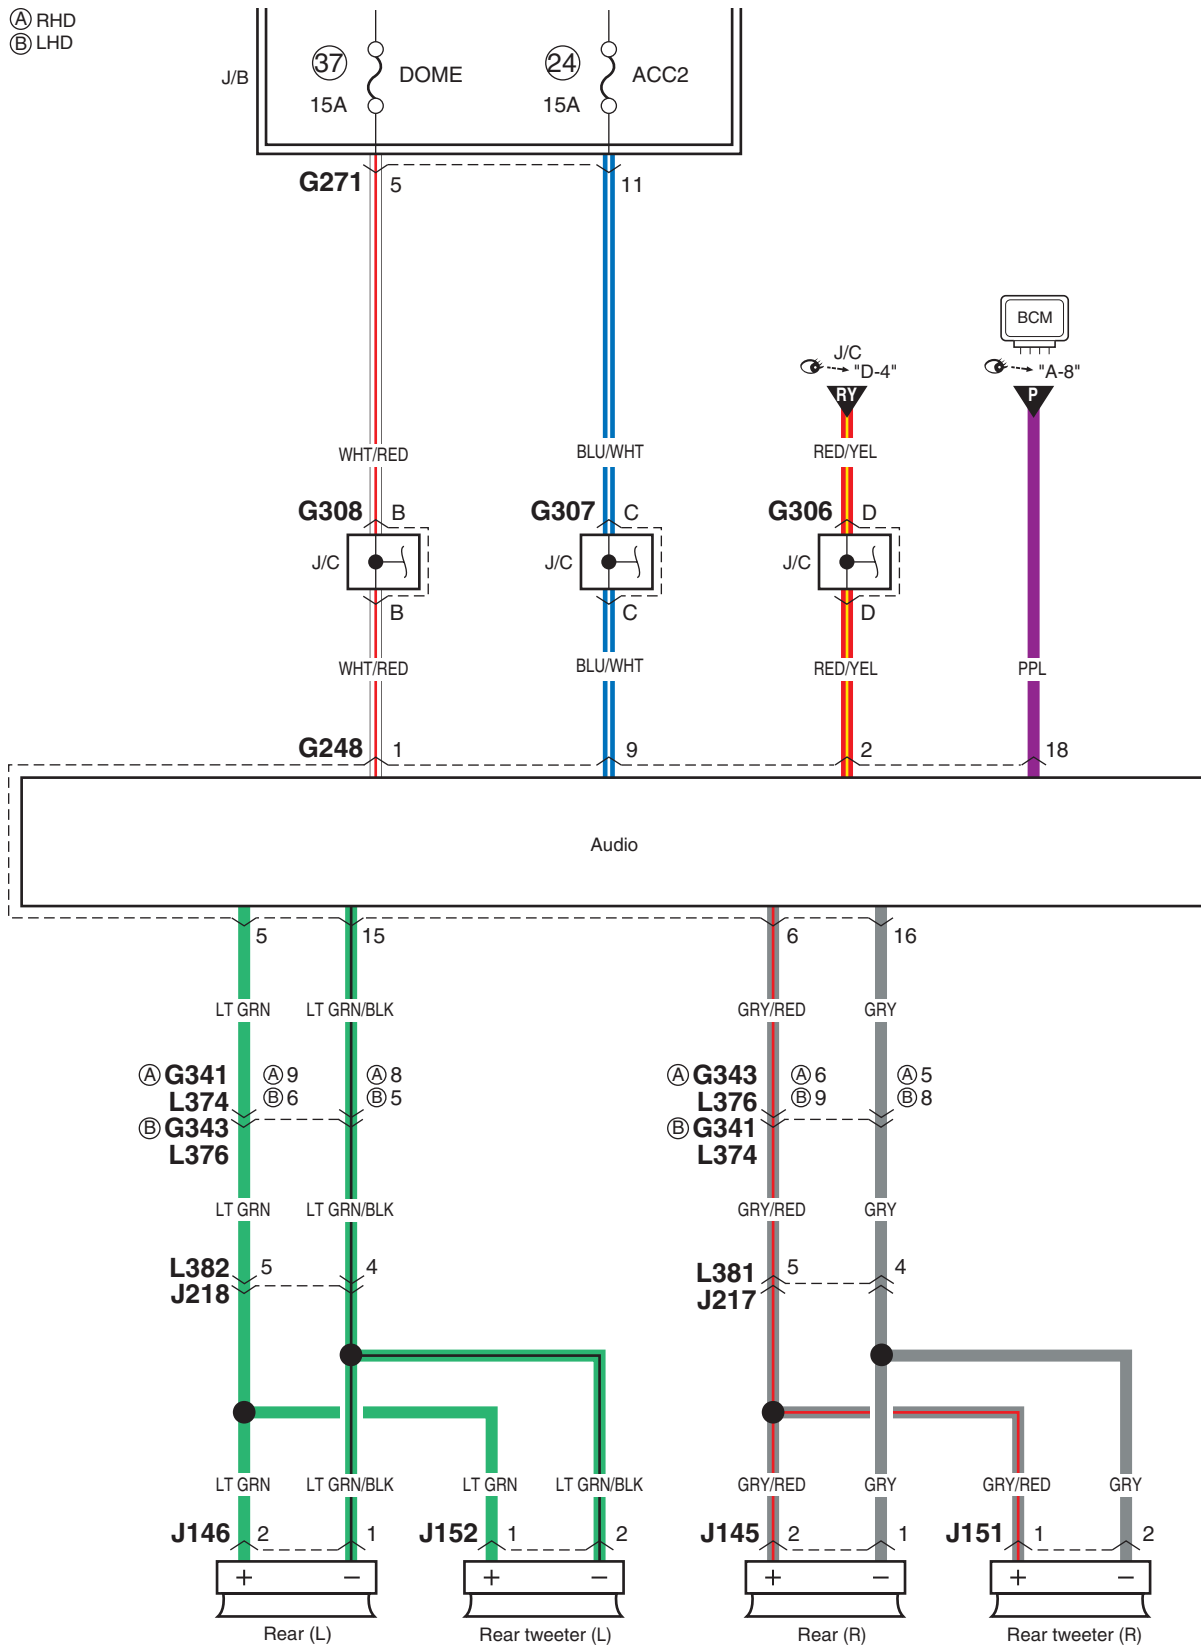 Ⓐ RHD
Ⓑ LHD
J/B
37 DOME
15A
24 ACC2
15A
G271 5 11
BCM
J/C
"D-4" "A-8"
RY P
WHT/RED BLU/WHT RED/YEL
G308 B G307 C G306 D
J/C J/C J/C
B C D
WHT/RED BLU/WHT RED/YEL PPL
G248 1 9 2 18
Audio
5 15 6 16
LT GRN LT GRN/BLK GRY/RED GRY
Ⓐ G341 Ⓐ 9 Ⓐ 8 Ⓐ G343 Ⓐ 6 Ⓐ 5
L374 Ⓑ 6 Ⓑ 5 L376 Ⓑ 9 Ⓑ 8
Ⓑ G343 Ⓑ G341
L376 L374
LT GRN LT GRN/BLK GRY/RED GRY
L382 5 4 L381 5 4
J218 J217
LT GRN LT GRN/BLK LT GRN LT GRN/BLK GRY/RED GRY GRY/RED GRY
J146 2 1 J152 1 2 J145 2 1 J151 1 2
+ − + − + − + −
Rear (L) Rear tweeter (L) Rear (R) Rear tweeter (R)